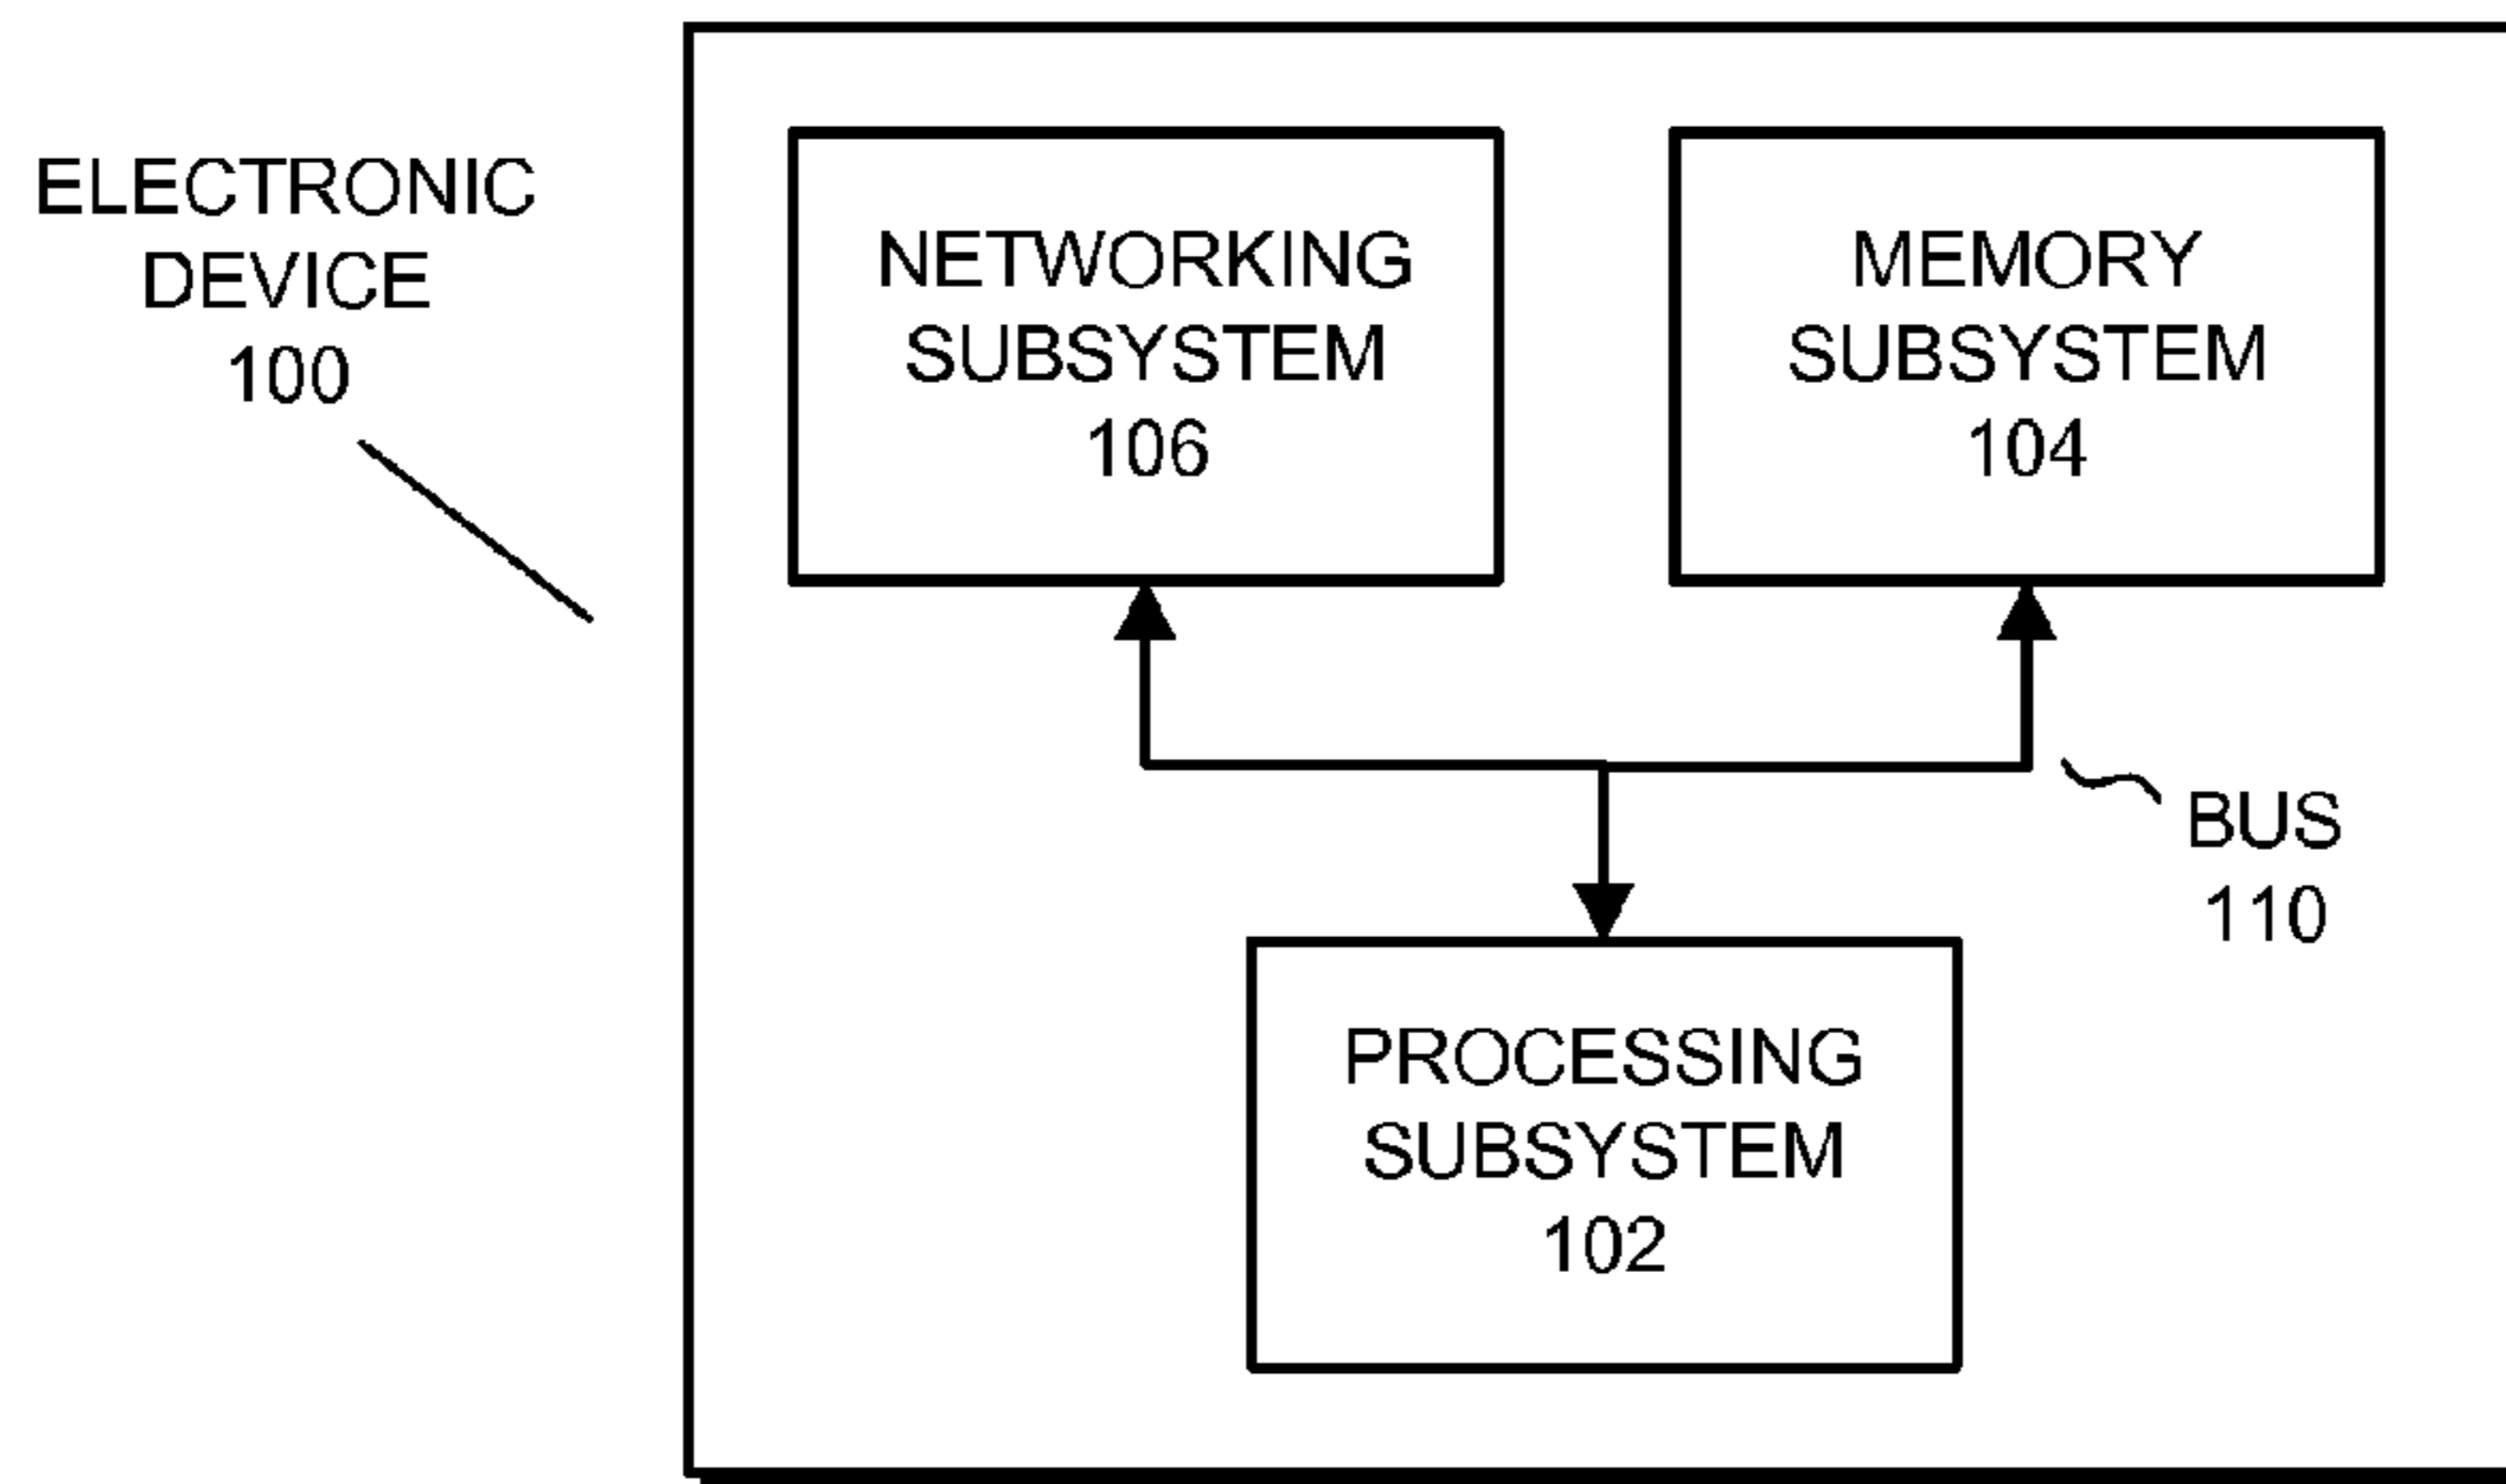 ELECTRONIC
DEVICE
100
NETWORKING
SUBSYSTEM
106
MEMORY
SUBSYSTEM
104
BUS
110
PROCESSING
SUBSYSTEM
102